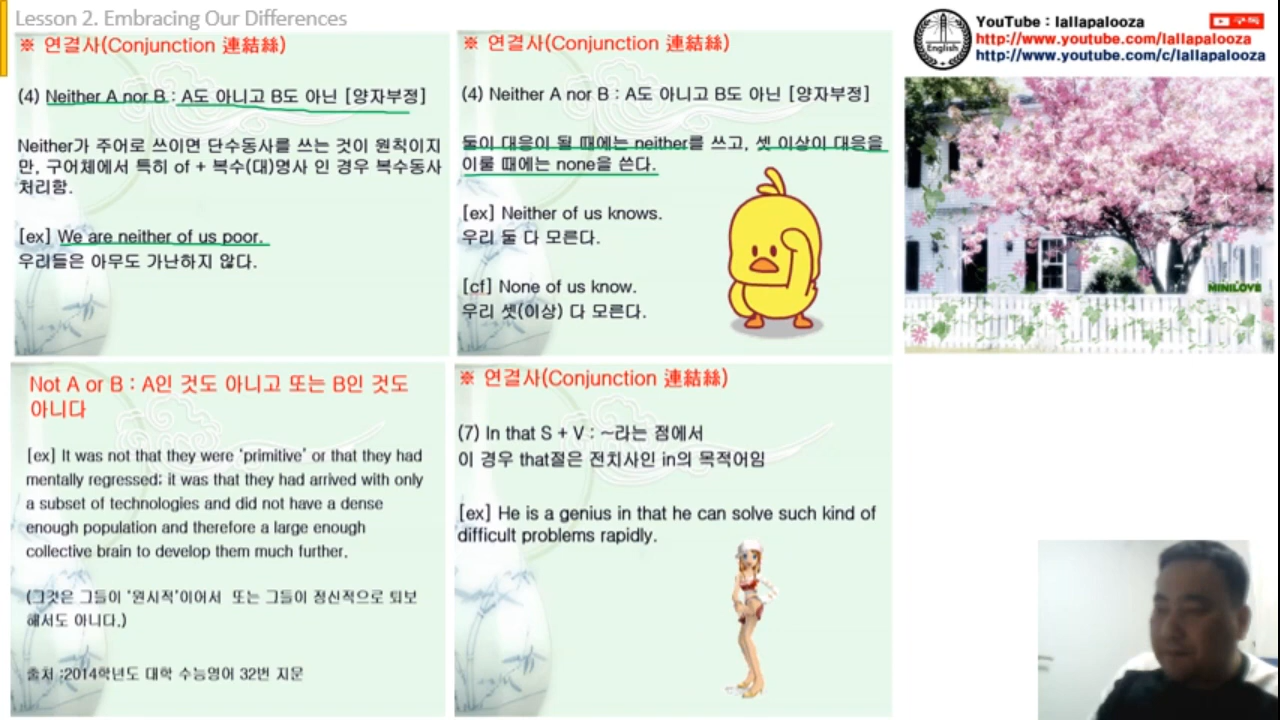 Lesson 2. Embracing Our Differences
※ 연결사(Conjunction 連結絲)
(4) Neither A nor B : A도 아니고 B도 아닌 [양자부정]
Neither가 주어로 쓰이면 단수동사를 쓰는 것이 원칙이지
만, 구어체에서 특히 of + 복수(대)명사 인 경우 복수동사
처리함.
[ex] We are neither of us poor.
우리들은 아무도 가난하지 않다.
※ 연결사(Conjunction 連結絲)
(4) Neither A nor B : A도 아니고 B도 아닌 [양자부정]
둘이 대응이 될 때에는 neither를 쓰고, 셋 이상이 대응을
이룰 때에는 none을 쓴다.
[ex] Neither of us knows.
우리 둘 다 모른다.
[cf] None of us know.
우리 셋(이상) 다 모른다.
English
YouTube : lallapalooza
구독
http://www.youtube.com/lallapalooza
http://www.youtube.com/c/lallapalooza
MINILOVE
Not A or B : A인 것도 아니고 또는 B인 것도
아니다
[ex] It was not that they were ‘primitive’ or that they had
mentally regressed; it was that they had arrived with only
a subset of technologies and did not have a dense
enough population and therefore a large enough
collective brain to develop them much further.
(그것은 그들이 ‘원시적’이어서 또는 그들이 정신적으로 퇴보
해서도 아니다.)
출처 :2014학년도 대학 수능영어 32번 지문
※ 연결사(Conjunction 連結絲)
(7) In that S + V : ~라는 점에서
이 경우 that절은 전치사인 in의 목적어임
[ex] He is a genius in that he can solve such kind of
difficult problems rapidly.